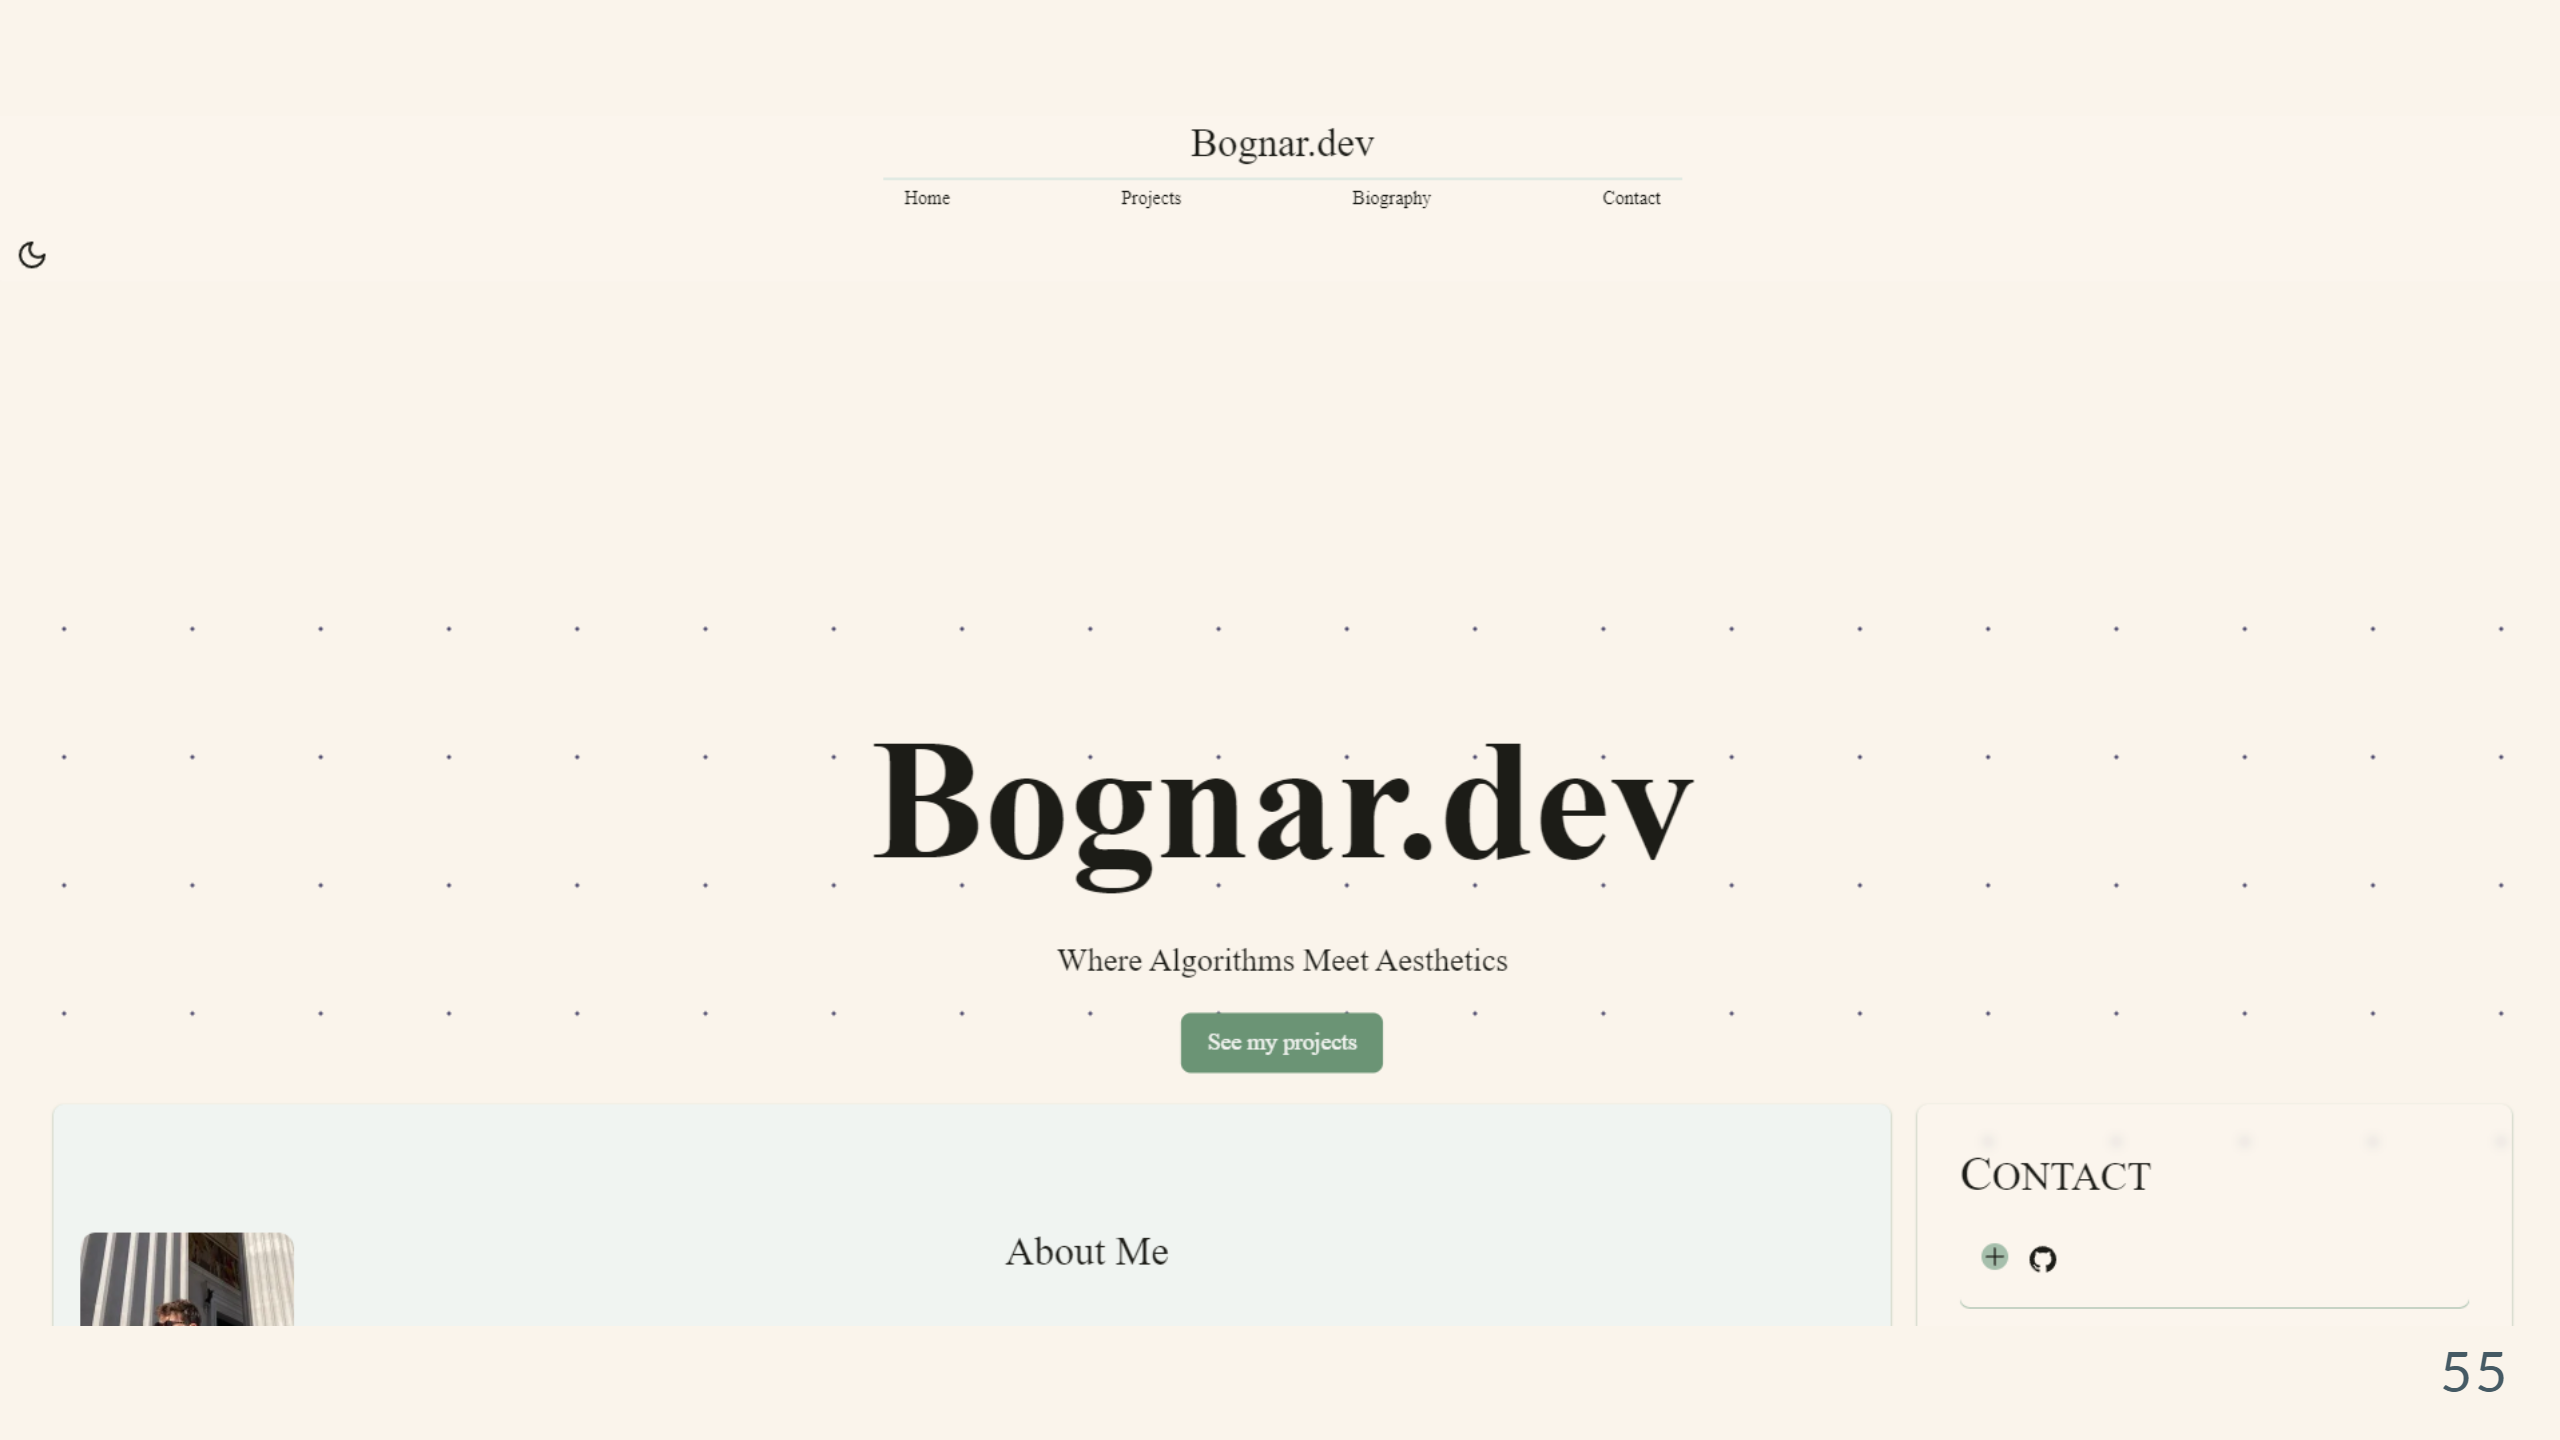 Bognar.dev
Home Projects Biography Contact
Bognar.dev
Where Algorithms Meet Aesthetics
See my projects
CONTACT
About Me
55